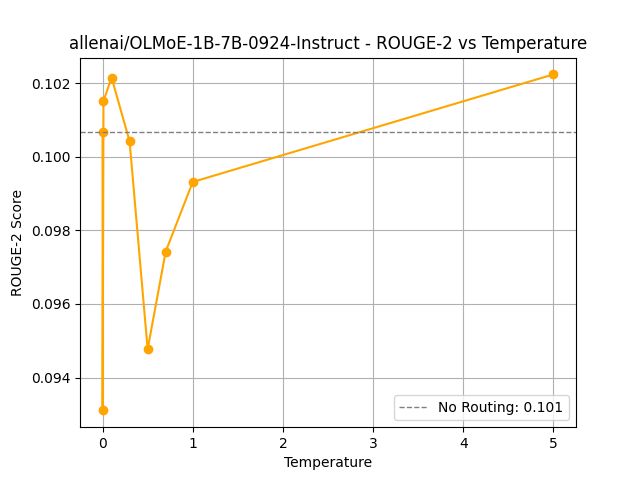 allenai/OLMoE-1B-7B-0924-Instruct - ROUGE-2 vs Temperature
0.102
0.100
0.098
0.096
0.094
ROUGE-2 Score
No Routing: 0.101
0 1 2 3 4 5
Temperature